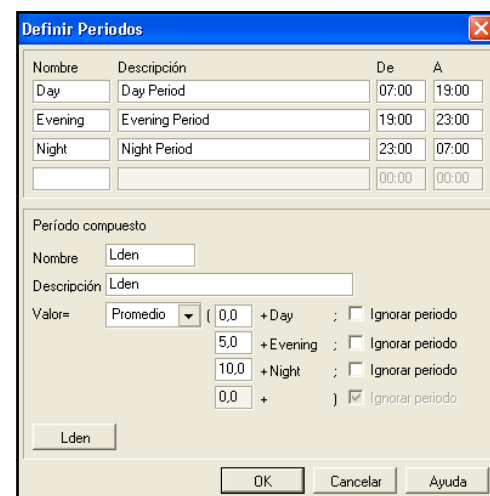 Definir Periodos
Nombre Descripción De A
Day Day Period 07:00 19:00
Evening Evening Period 19:00 23:00
Night Night Period 23:00 07:00
00:00 00:00
Período compuesto
Nombre Lden
Descripción Lden
Valor= Promedio ( 0,0 +Day ; Ignorar periodo
5,0 +Evening ; Ignorar periodo
10,0 +Night ; Ignorar periodo
0,0 + ) Ignorar periodo
Lden
OK Cancelar Ayuda